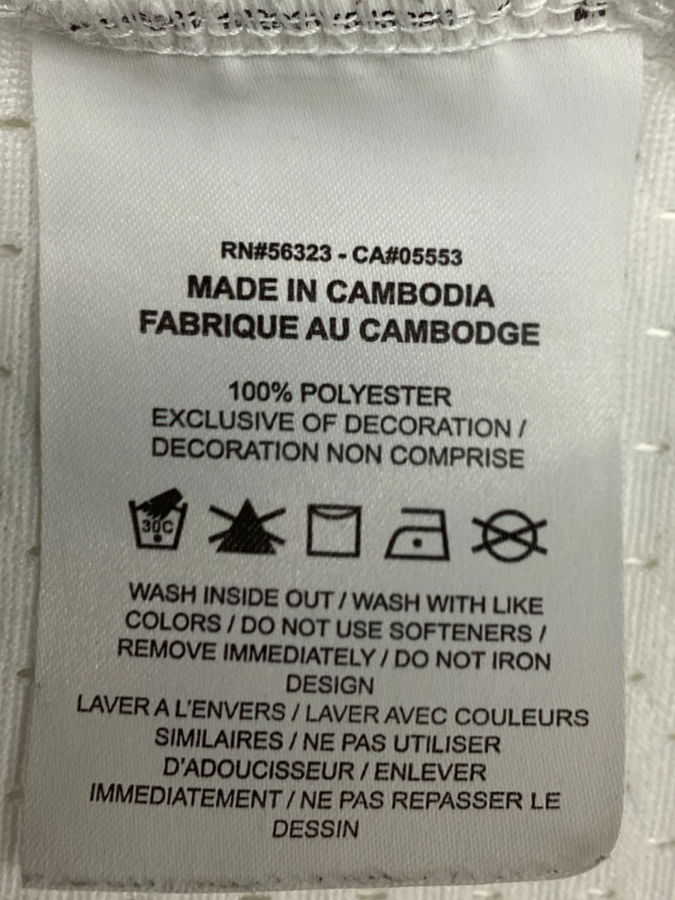 RN#56323 - CA#05553
MADE IN CAMBODIA
FABRIQUE AU CAMBODGE
100% POLYESTER
EXCLUSIVE OF DECORATION /
DECORATION NON COMPRISE
30C
WASH INSIDE OUT / WASH WITH LIKE
COLORS / DO NOT USE SOFTENERS /
REMOVE IMMEDIATELY / DO NOT IRON
DESIGN
LAVER A L'ENVERS / LAVER AVEC COULEURS
SIMILAIRES / NE PAS UTILISER
D'ADOUCISSEUR / ENLEVER
IMMEDIATEMENT / NE PAS REPASSER LE
DESSIN